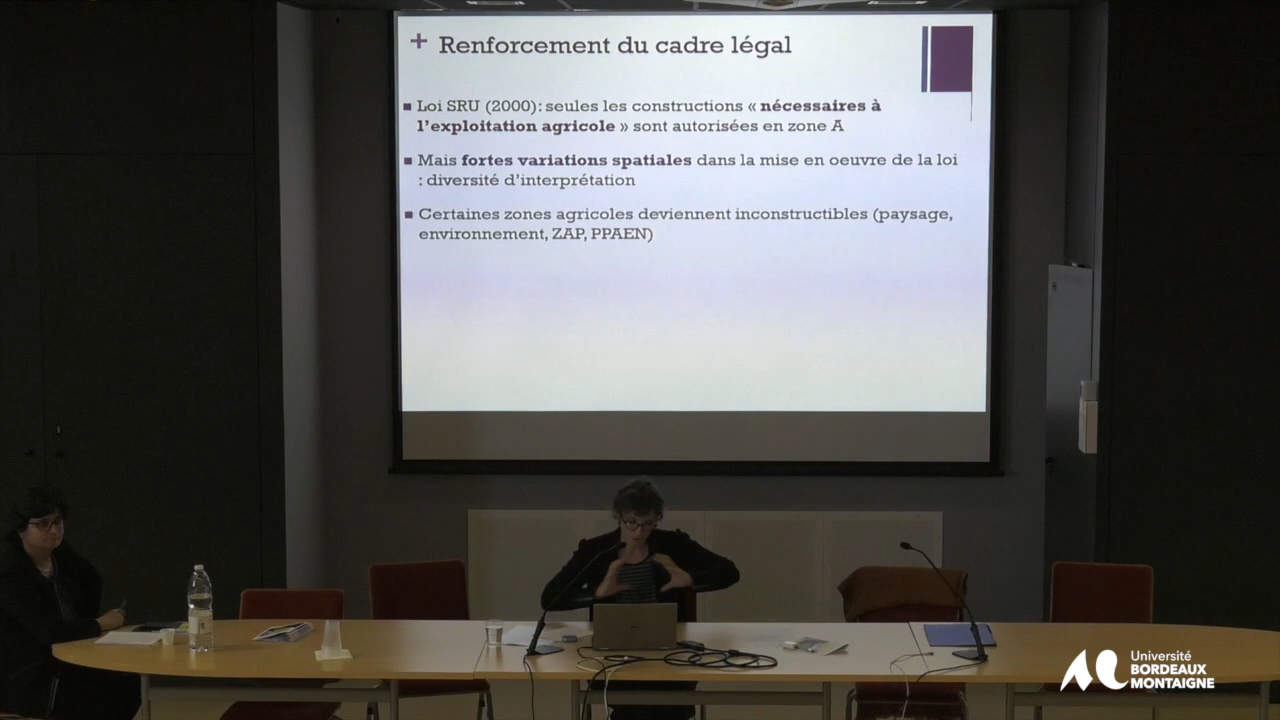 + Renforcement du cadre légal
■ Loi SRU (2000) : seules les constructions « nécessaires à
l'exploitation agricole » sont autorisées en zone A
■ Mais fortes variations spatiales dans la mise en oeuvre de la loi
: diversité d'interprétation
■ Certaines zones agricoles deviennent inconstructibles (paysage,
environnement, ZAP, PPAEN)
Université
BORDEAUX
MONTAIGNE